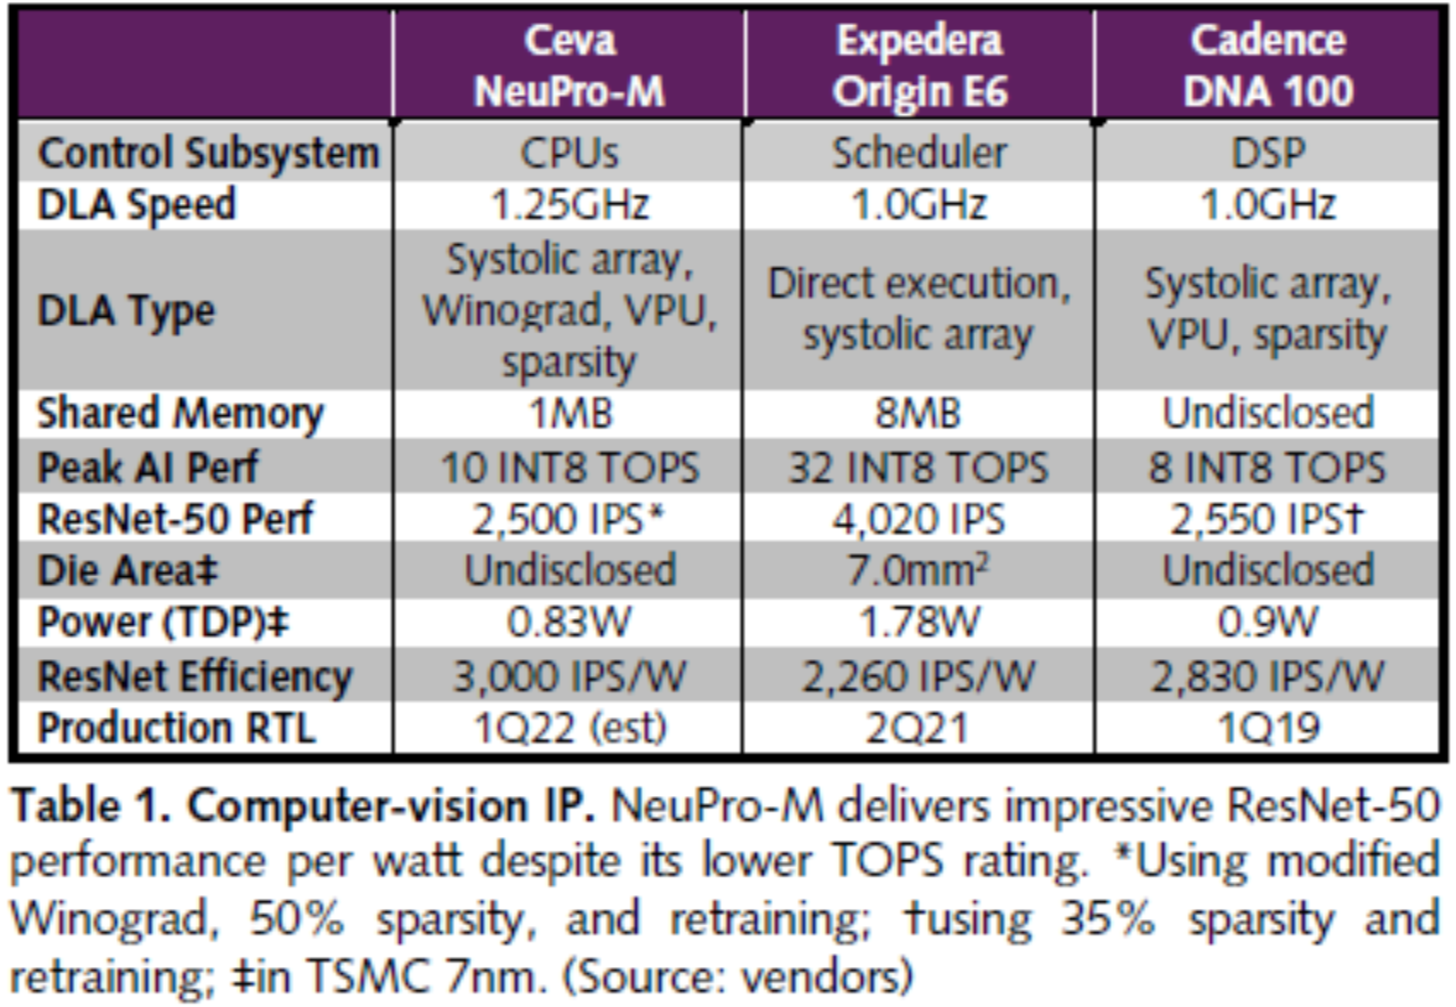 Ceva NeuPro-M Expedera Origin E6 Cadence DNA 100
Control Subsystem CPUs Scheduler DSP
DLA Speed 1.25GHz 1.0GHz 1.0GHz
DLA Type Systolic array, Winograd, VPU, sparsity Direct execution, systolic array Systolic array, VPU, sparsity
Shared Memory 1MB 8MB Undisclosed
Peak AI Perf 10 INT8 TOPS 32 INT8 TOPS 8 INT8 TOPS
ResNet-50 Perf 2,500 IPS* 4,020 IPS 2,550 IPS†
Die Area‡ Undisclosed 7.0mm² Undisclosed
Power (TDP)‡ 0.83W 1.78W 0.9W
ResNet Efficiency 3,000 IPS/W 2,260 IPS/W 2,830 IPS/W
Production RTL 1Q22 (est) 2Q21 1Q19
Table 1. Computer-vision IP. NeuPro-M delivers impressive ResNet-50
performance per watt despite its lower TOPS rating. *Using modified
Winograd, 50% sparsity, and retraining; †using 35% sparsity and
retraining; ‡in TSMC 7nm. (Source: vendors)